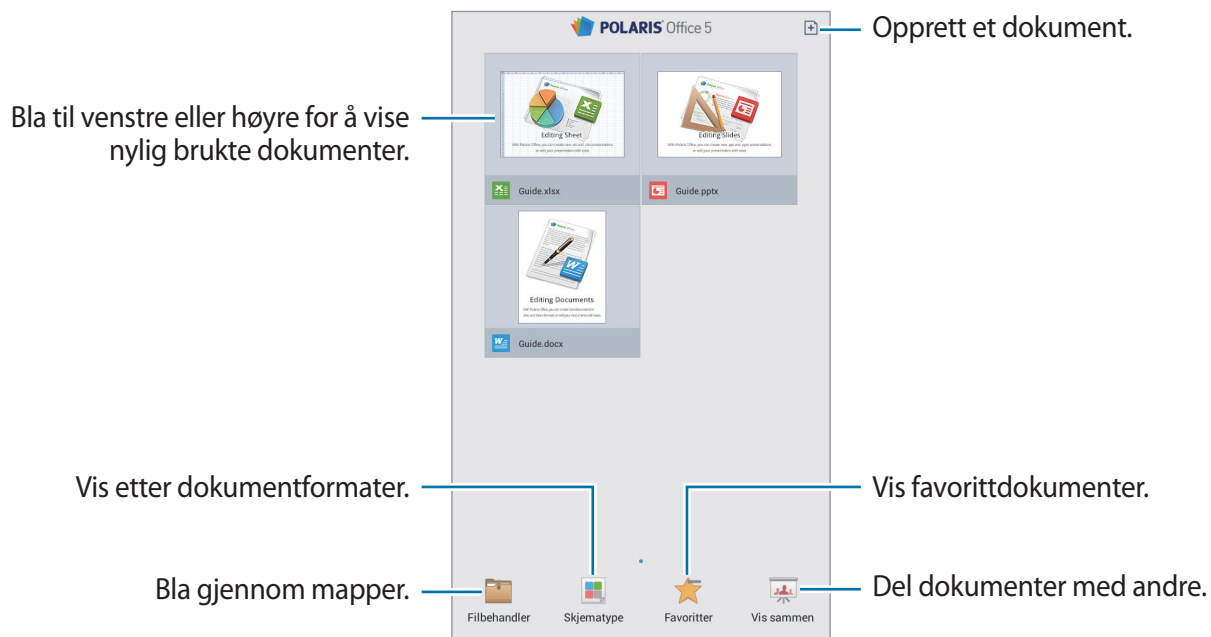 POLARIS Office 5
Opprett et dokument.
Bla til venstre eller høyre for å vise
nylig brukte dokumenter.
Editing Sheet
Editing Slides
Guide.xlsx
Guide.pptx
Editing Documents
Guide.docx
Vis etter dokumentformater.
Vis favorittdokumenter.
Bla gjennom mapper.
Del dokumenter med andre.
Filbehandler
Skjematype
Favoritter
Vis sammen